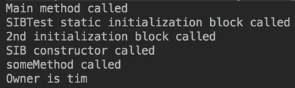 Main method called
SIBTest static initialization block called
2nd initialization block called
SIB constructor called
someMethod called
Owner is tim